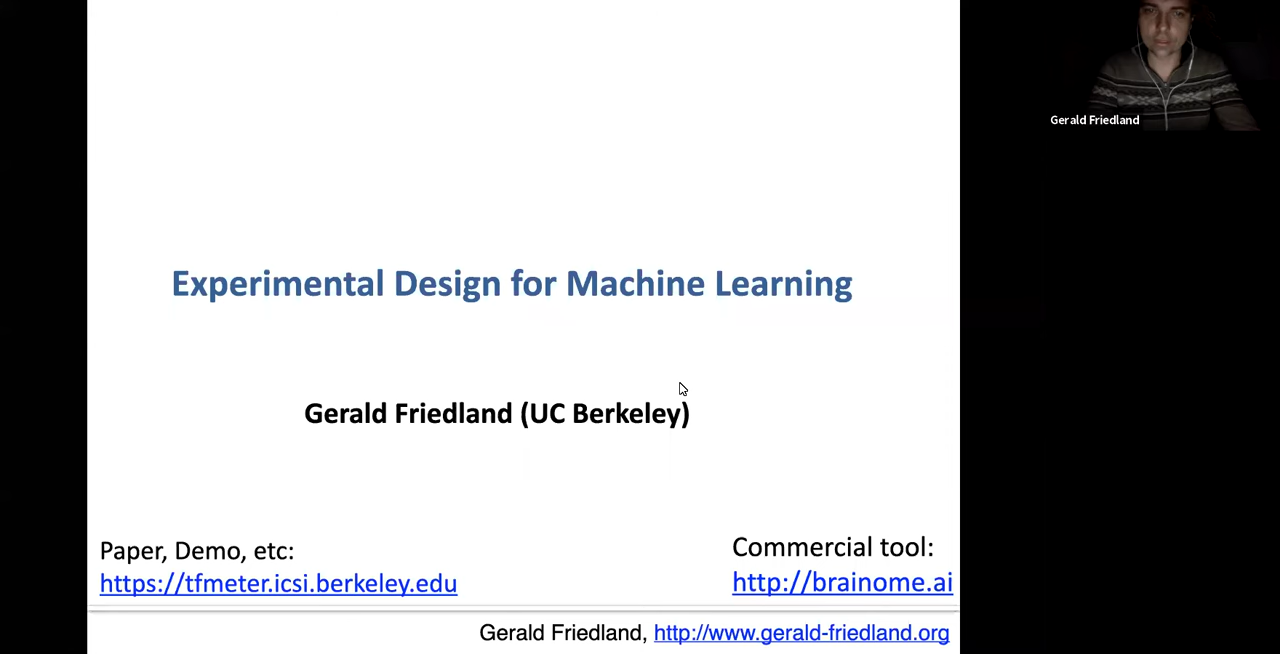 Gerald Friedland
Experimental Design for Machine Learning
Gerald Friedland (UC Berkeley)
Paper, Demo, etc:
https://tfmeter.icsi.berkeley.edu
Commercial tool:
http://brainome.ai
Gerald Friedland, http://www.gerald-friedland.org